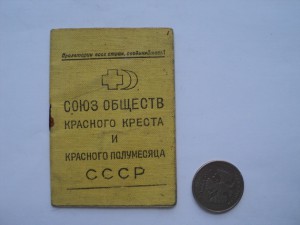 Пролетарии всех стран, соединяйтесь!
СОЮЗ ОБЩЕСТВ
КРАСНОГО КРЕСТА
И
КРАСНОГО ПОЛУМЕСЯЦА
СССР